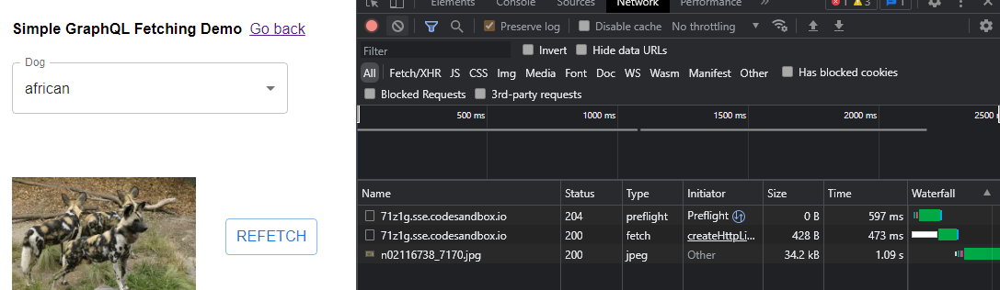 Simple GraphQL Fetching Demo Go back
Dog
african
REFETCH
Elements Console Sources Network Performance 1 3 1
Preserve log Disable cache No throttling
Filter Invert Hide data URLs
All Fetch/XHR JS CSS Img Media Font Doc WS Wasm Manifest Other Has blocked cookies
Blocked Requests 3rd-party requests
500 ms 1000 ms 1500 ms 2000 ms 2500
Name Status Type Initiator Size Time Waterfall
71z1g.sse.codesandbox.io 204 preflight Preflight 0 B 597 ms
71z1g.sse.codesandbox.io 200 fetch createHttpLi... 428 B 473 ms
n02116738_7170.jpg 200 jpeg Other 34.2 kB 1.09 s